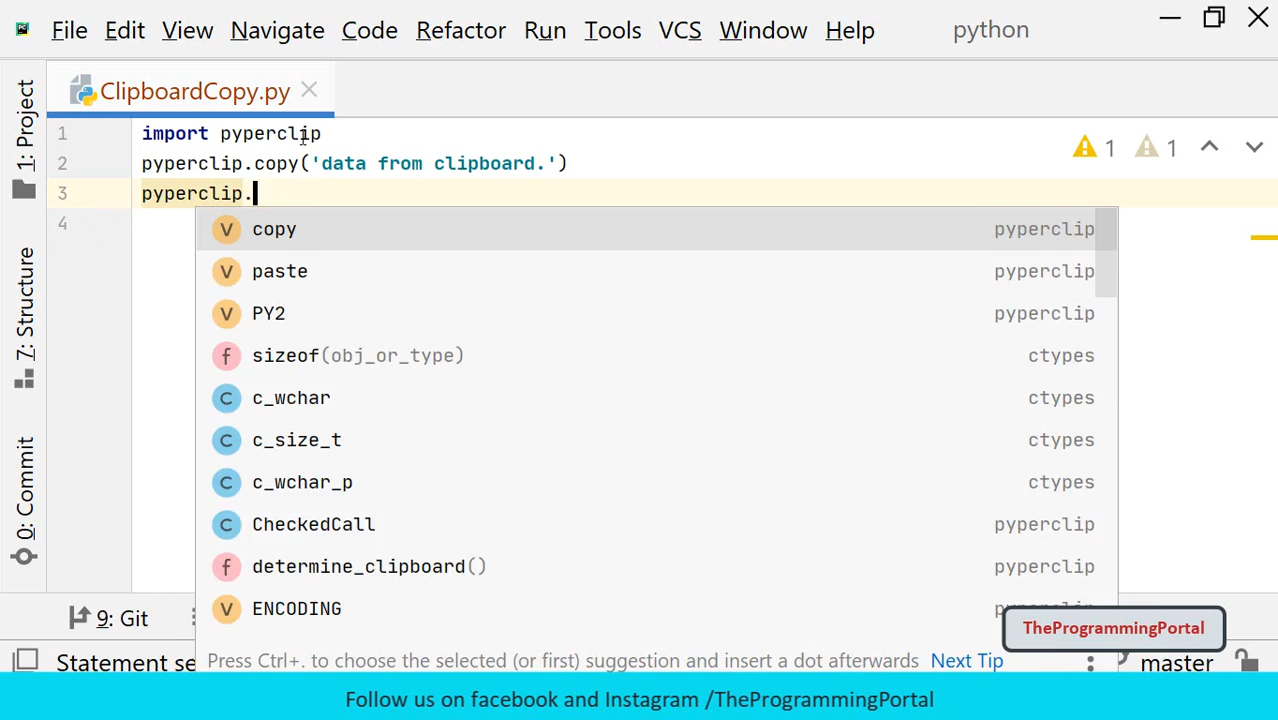 File Edit View Navigate Code Refactor Run Tools VCS Window Help python
ClipboardCopy.py
1: Project
7: Structure
0: Commit
1 import pyperclip
2 pyperclip.copy('data from clipboard.')
3 pyperclip.
4
1 1
V copy pyperclip
V paste pyperclip
V PY2 pyperclip
f sizeof(obj_or_type) ctypes
C c_wchar ctypes
C c_size_t ctypes
C c_wchar_p ctypes
C CheckedCall pyperclip
f determine_clipboard() pyperclip
V ENCODING pyperclip
Press Ctrl+. to choose the selected (or first) suggestion and insert a dot afterwards Next Tip
9: Git
TheProgrammingPortal
Statement se
master
Follow us on facebook and Instagram /TheProgrammingPortal